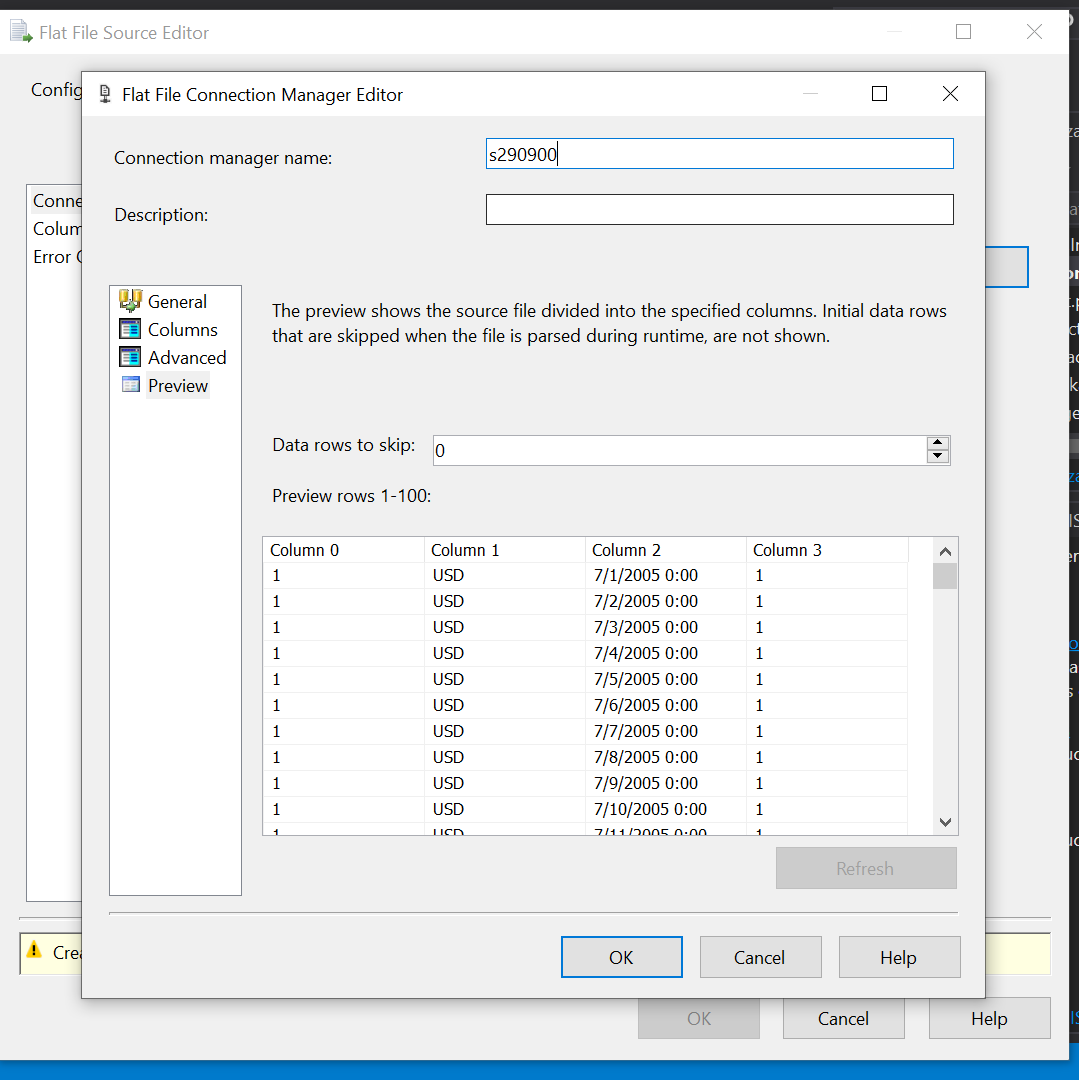 Flat File Source Editor
Config
Flat File Connection Manager Editor
Connection manager name:
s290900
Description:
Conne
Colum
Error
General
Columns
Advanced
Preview
The preview shows the source file divided into the specified columns. Initial data rows
that are skipped when the file is parsed during runtime, are not shown.
Data rows to skip:
0
Preview rows 1-100:
Column 0 Column 1 Column 2 Column 3
1 USD 7/1/2005 0:00 1
1 USD 7/2/2005 0:00 1
1 USD 7/3/2005 0:00 1
1 USD 7/4/2005 0:00 1
1 USD 7/5/2005 0:00 1
1 USD 7/6/2005 0:00 1
1 USD 7/7/2005 0:00 1
1 USD 7/8/2005 0:00 1
1 USD 7/9/2005 0:00 1
1 USD 7/10/2005 0:00 1
1 USD 7/11/2005 0:00 1
Refresh
Crea
OK Cancel Help
OK Cancel Help